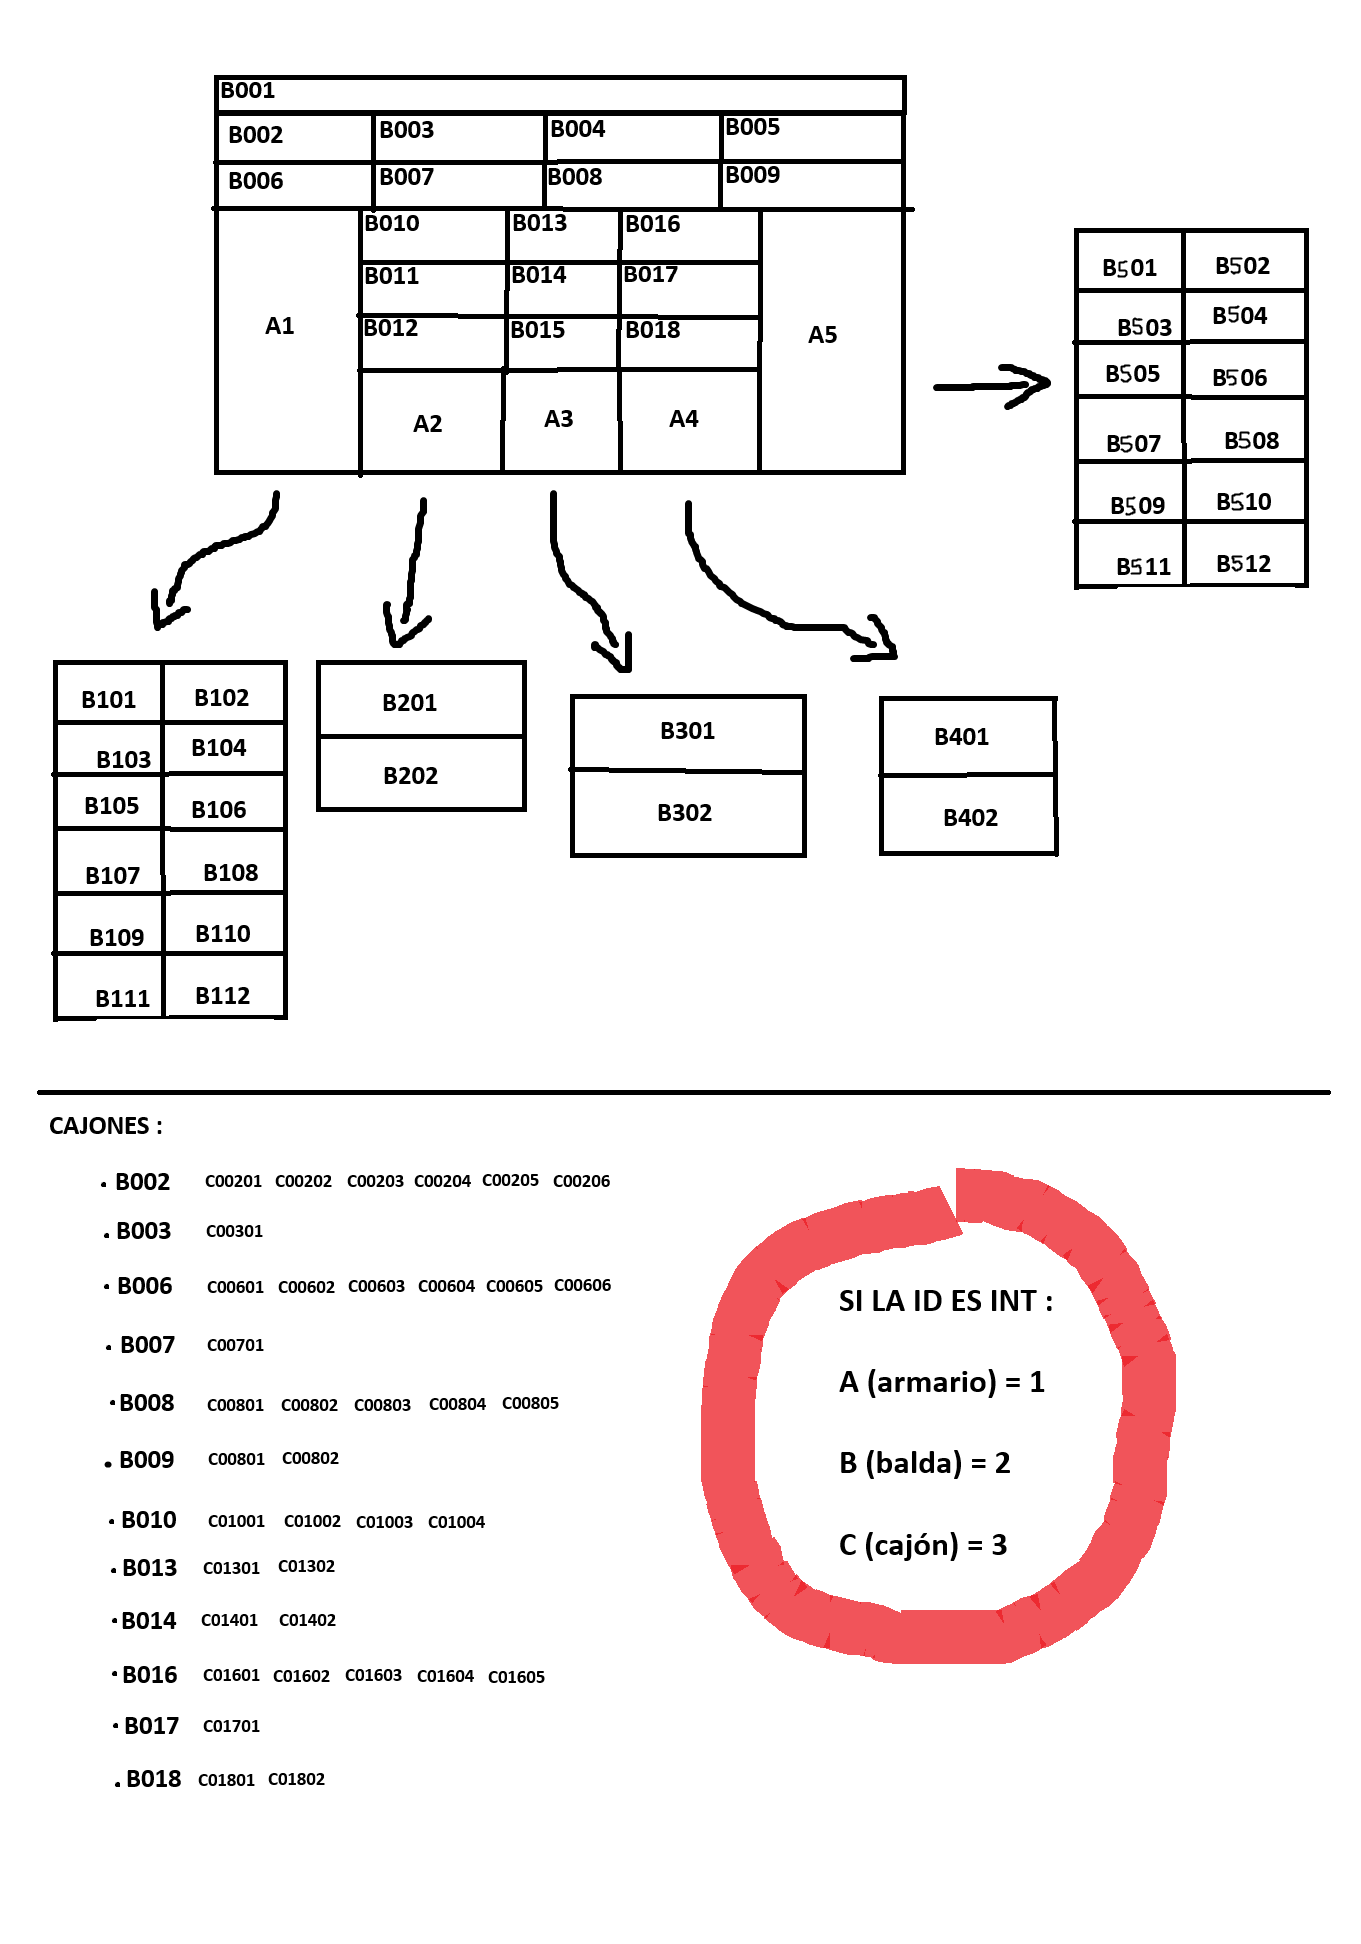 B001
B002 B003 B004 B005
B006 B007 B008 B009
B010 B013 B016
B011 B014 B017
B012 B015 B018
A1 A5
A2 A3 A4
B501 B502
B503 B504
B505 B506
B507 B508
B509 B510
B511 B512
B101 B102
B103 B104
B105 B106
B107 B108
B109 B110
B111 B112
B201
B202
B301
B302
B401
B402
CAJONES :
B002 C00201 C00202 C00203 C00204 C00205 C00206
B003 C00301
B006 C00601 C00602 C00603 C00604 C00605 C00606
B007 C00701
B008 C00801 C00802 C00803 C00804 C00805
B009 C00801 C00802
B010 C01001 C01002 C01003 C01004
B013 C01301 C01302
B014 C01401 C01402
B016 C01601 C01602 C01603 C01604 C01605
B017 C01701
B018 C01801 C01802
SI LA ID ES INT :
A (armario) = 1
B (balda) = 2
C (cajón) = 3